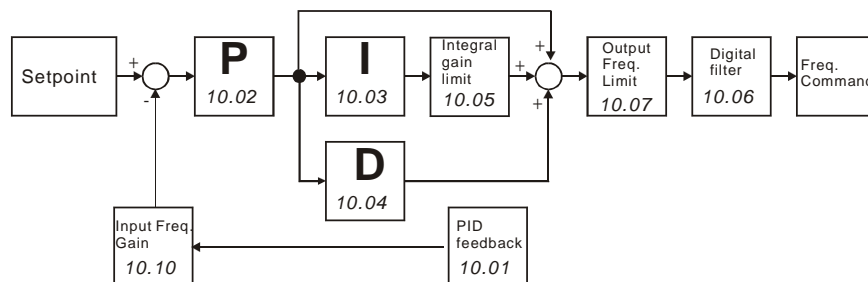 Setpoint
+
-
P
10.02
I
10.03
Integral
gain
limit
10.05
+
+
+
Output
Freq.
Limit
10.07
Digital
filter
10.06
Freq.
Command
D
10.04
Input Freq.
Gain
10.10
PID
feedback
10.01